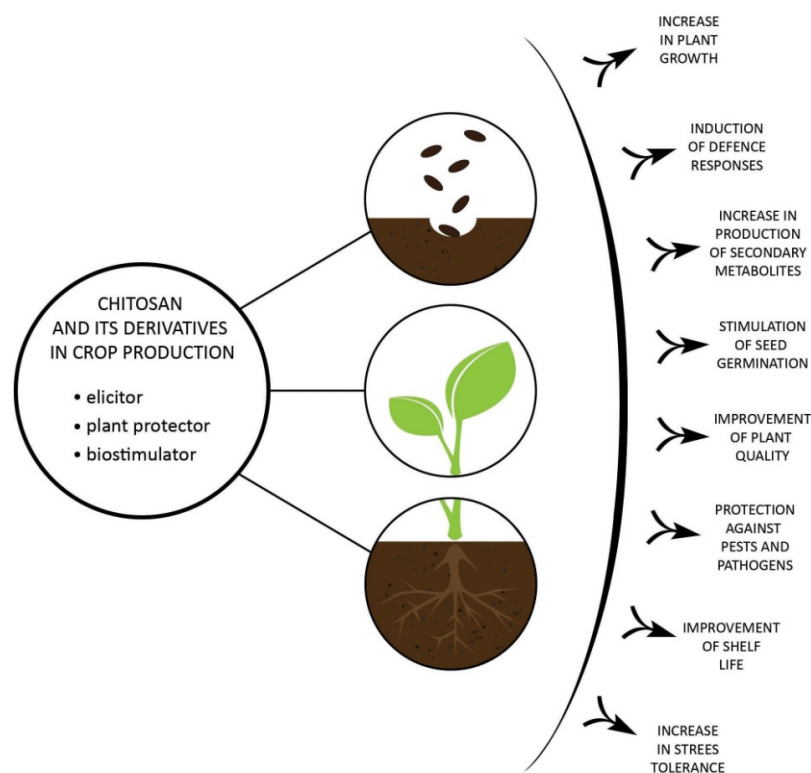 CHITOSAN
AND ITS DERIVATIVES
IN CROP PRODUCTION
• elicitor
• plant protector
• biostimulator
INCREASE
IN PLANT
GROWTH
INDUCTION
OF DEFENCE
RESPONSES
INCREASE IN
PRODUCTION
OF SECONDARY
METABOLITES
STIMULATION
OF SEED
GERMINATION
IMPROVEMENT
OF PLANT
QUALITY
PROTECTION
AGAINST
PESTS AND
PATHOGENS
IMPROVEMENT
OF SHELF
LIFE
INCREASE
IN STREES
TOLERANCE